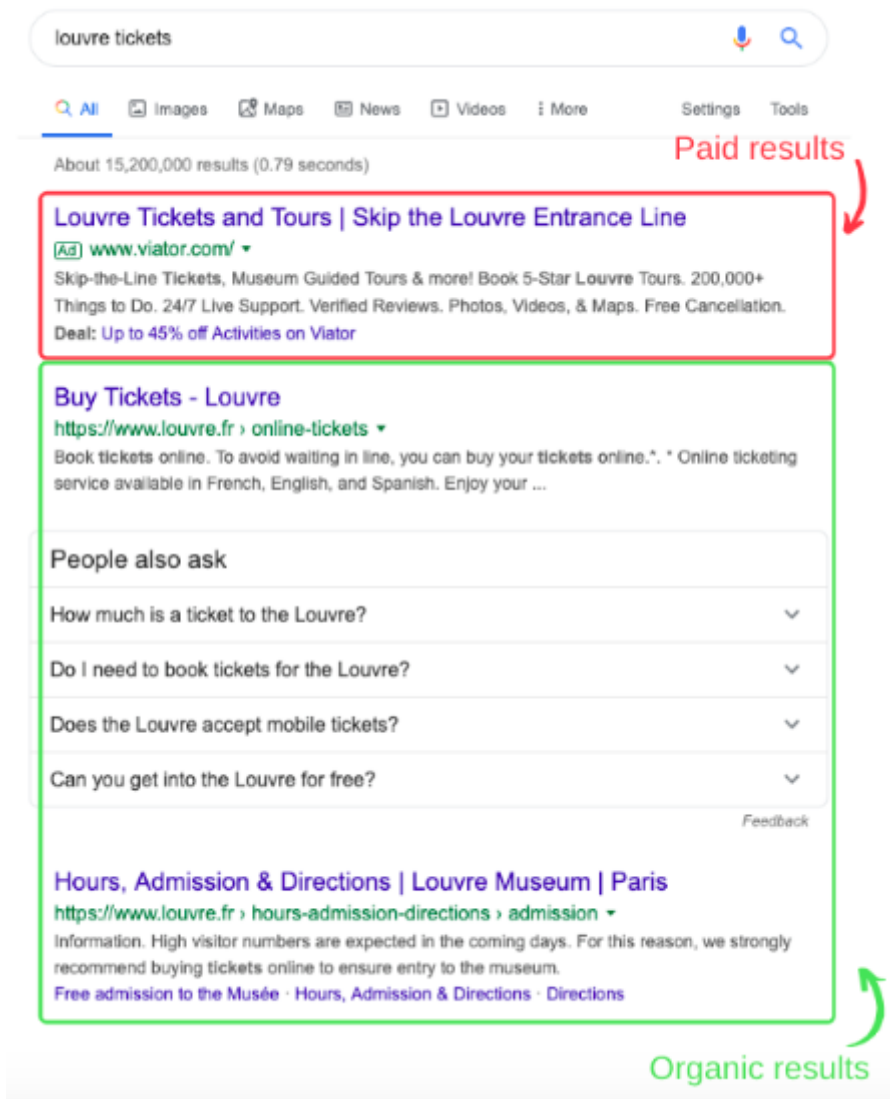 louvre tickets
All Images Maps News Videos More Settings Tools
About 15,200,000 results (0.79 seconds)
Paid results
Louvre Tickets and Tours | Skip the Louvre Entrance Line
Ad www.viator.com/
Skip-the-Line Tickets, Museum Guided Tours & more! Book 5-Star Louvre Tours. 200,000+
Things to Do. 24/7 Live Support. Verified Reviews. Photos, Videos, & Maps. Free Cancellation.
Deal: Up to 45% off Activities on Viator
Buy Tickets - Louvre
https://www.louvre.fr › online-tickets
Book tickets online. To avoid waiting in line, you can buy your tickets online.*. * Online ticketing
service available in French, English, and Spanish. Enjoy your ...
People also ask
How much is a ticket to the Louvre?
Do I need to book tickets for the Louvre?
Does the Louvre accept mobile tickets?
Can you get into the Louvre for free?
Feedback
Hours, Admission & Directions | Louvre Museum | Paris
https://www.louvre.fr › hours-admission-directions › admission
Information. High visitor numbers are expected in the coming days. For this reason, we strongly
recommend buying tickets online to ensure entry to the museum.
Free admission to the Musée · Hours, Admission & Directions · Directions
Organic results